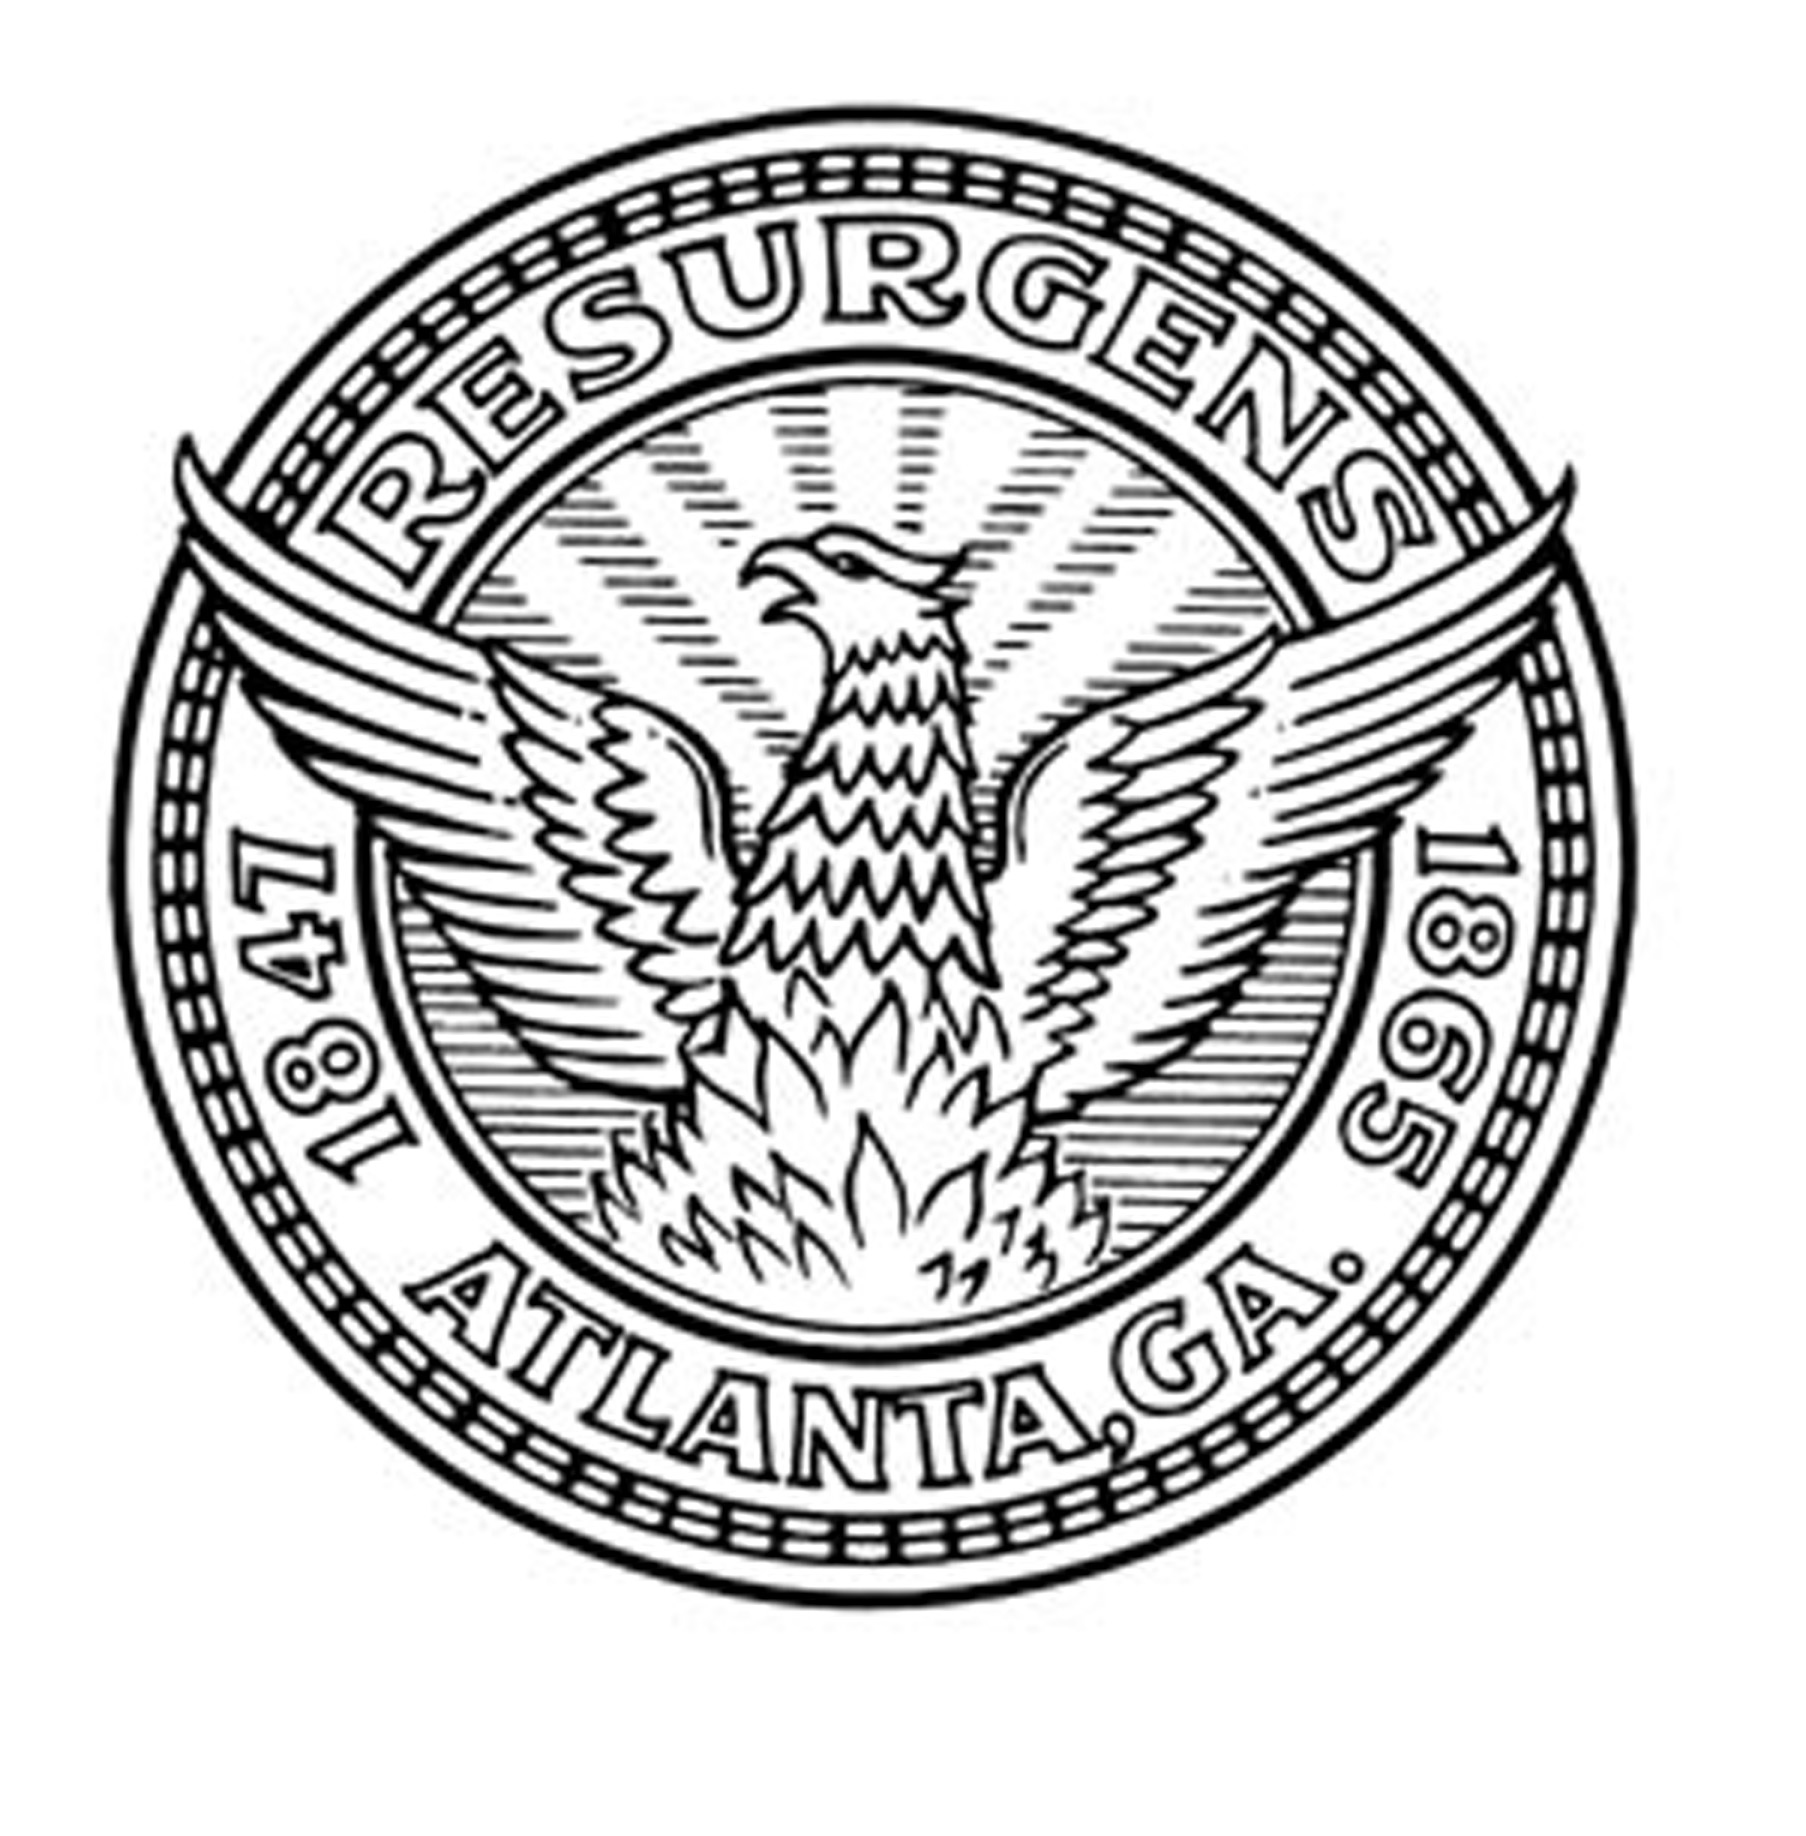 RESURGENS
1847
1865
ATLANTA, GA.